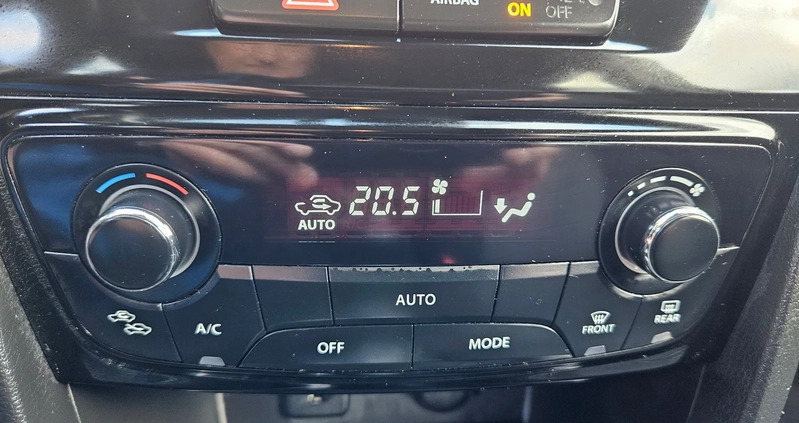 AIRBAG
ON
OFF
AUTO 20.5
A/C
AUTO
OFF
MODE
FRONT
REAR